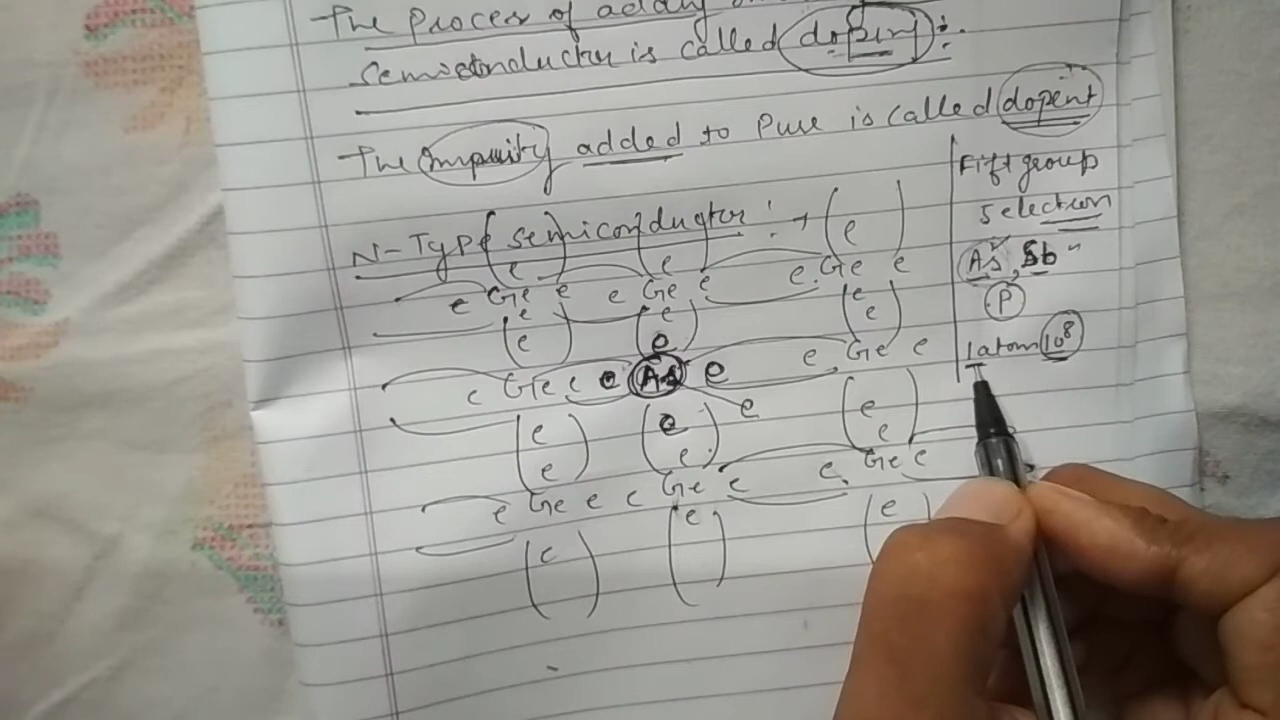 The Process of adding
semiconductor is called doping :.
The impurity added to Pure is called dopent
N-Type semiconductor :
Fift group
selection
As, Sb "
P
1 atom 10⁸
+ e
e e
e Ge e e Ge e e Ge e
e e e
e e e
e Ge e e As e e Ge e
e
e e e
e e e
e Ge e e Ge e e Ge e
e e e